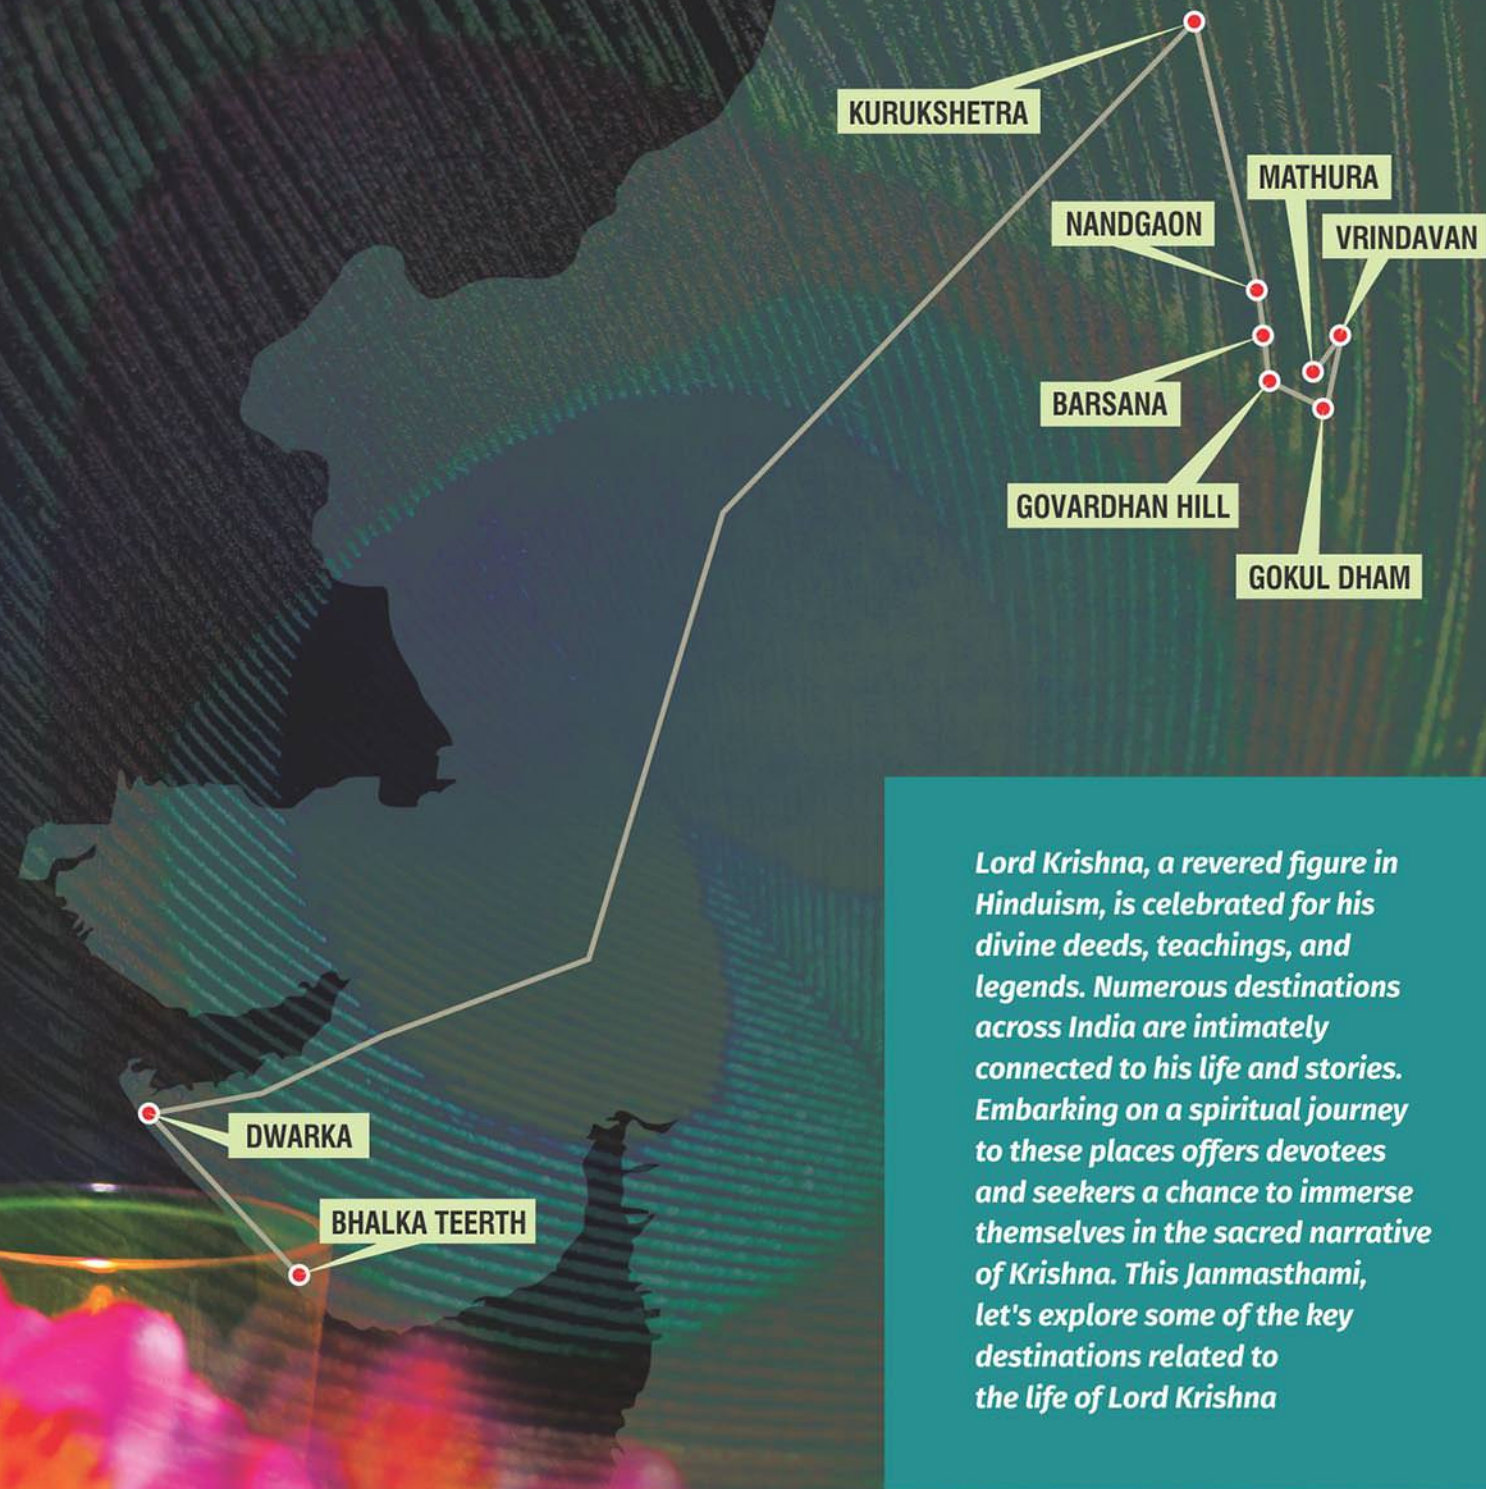 KURUKSHETRA
MATHURA
NANDGAON
VRINDAVAN
BARSANA
GOVARDHAN HILL
GOKUL DHAM
DWARKA
BHALKA TEERTH
Lord Krishna, a revered figure in
Hinduism, is celebrated for his
divine deeds, teachings, and
legends. Numerous destinations
across India are intimately
connected to his life and stories.
Embarking on a spiritual journey
to these places offers devotees
and seekers a chance to immerse
themselves in the sacred narrative
of Krishna. This Janmasthami,
let's explore some of the key
destinations related to
the life of Lord Krishna